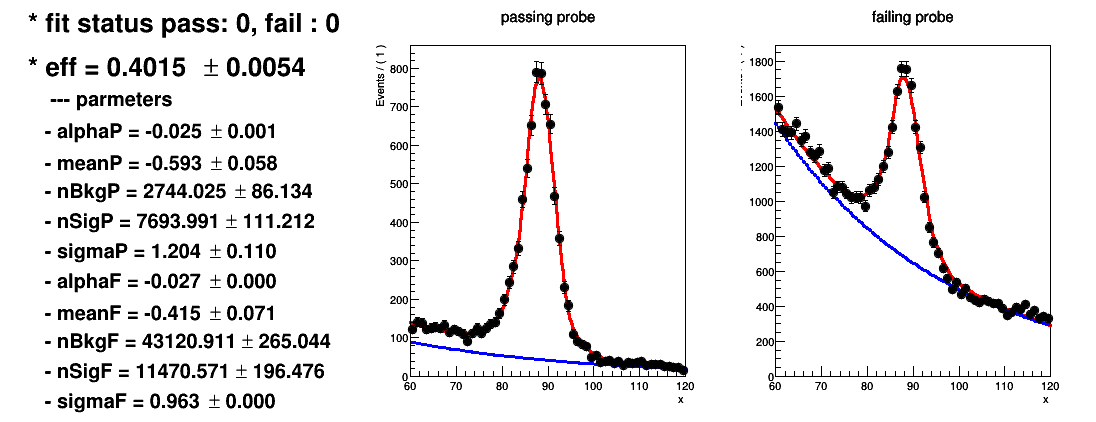 * fit status pass: 0, fail : 0
* eff = 0.4015 ± 0.0054
--- parmeters
- alphaP = -0.025 ± 0.001
- meanP = -0.593 ± 0.058
- nBkgP = 2744.025 ± 86.134
- nSigP = 7693.991 ± 111.212
- sigmaP = 1.204 ± 0.110
- alphaF = -0.027 ± 0.000
- meanF = -0.415 ± 0.071
- nBkgF = 43120.911 ± 265.044
- nSigF = 11470.571 ± 196.476
- sigmaF = 0.963 ± 0.000
passing probe
Events / ( 1 )
800
700
600
500
400
300
200
100
0
60 70 80 90 100 110 120
x
failing probe
1800
1600
1400
1200
1000
800
600
400
200
0
60 70 80 90 100 110 120
x